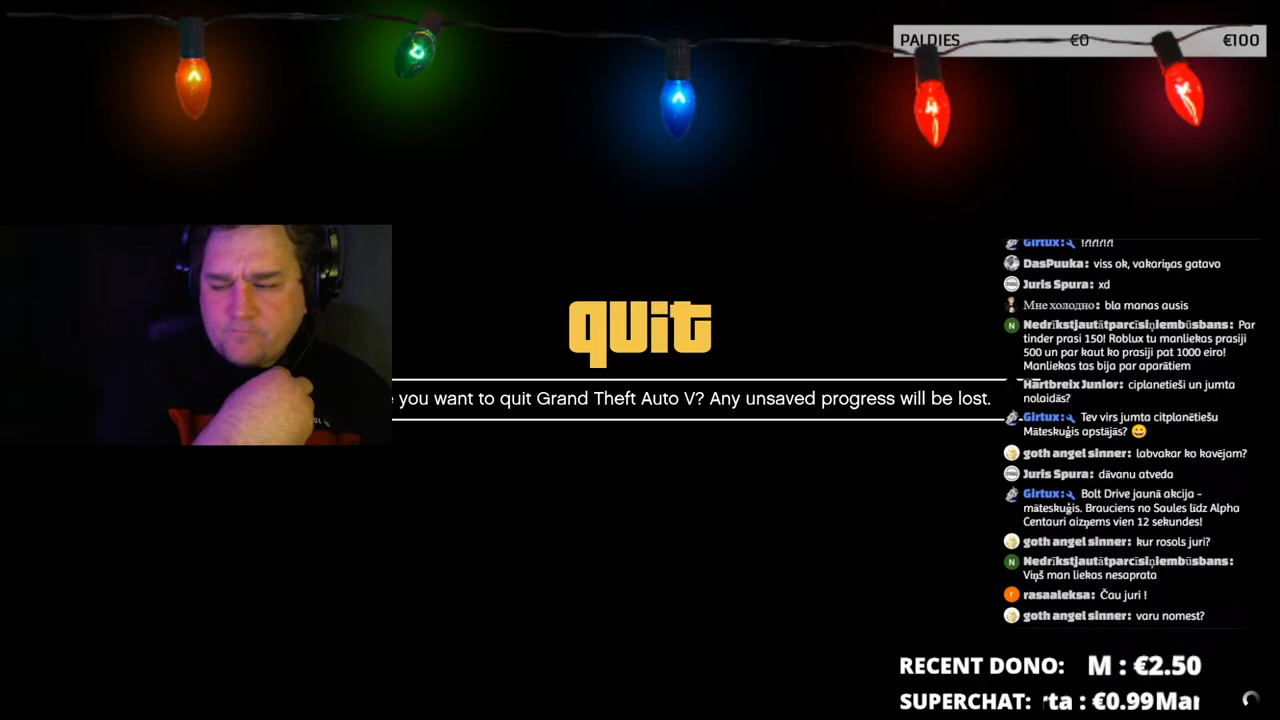 PALDIES €0 €100
quit
you want to quit Grand Theft Auto V? Any unsaved progress will be lost.
Girtux: !?!?!?!?
DasPuuka: viss ok, vakariņas gatavo
Juris Spura: xd
Мне холодно: bla manas ausis
Nedrīkstjautātparcīsiņiembūsbans: Par
tinder prasi 150! Roblux tu manliekas prasiji
500 un par kaut ko prasiji pat 1000 eiro!
Manliekas tas bija par aparātiem
Hārtbreix Junior: ciplanetieši un jumta
nolaidās?
Girtux: Tev virs jumta citplanētiešu
Māteskuģis apstājās? 😀
goth angel sinner: labvakar ko kavējam?
Juris Spura: dāvanu atveda
Girtux: Bolt Drive jaunā akcija -
māteskuģis. Brauciens no Saules līdz Alpha
Centauri aizņems vien 12 sekundes!
goth angel sinner: kur rosols juri?
Nedrīkstjautātparcīsiņiembūsbans:
Viņš man liekas nesaprata
rasaaleksa: Čau juri !
goth angel sinner: varu nomest?
RECENT DONO: M : €2.50
SUPERCHAT: rta : €0.99Mar